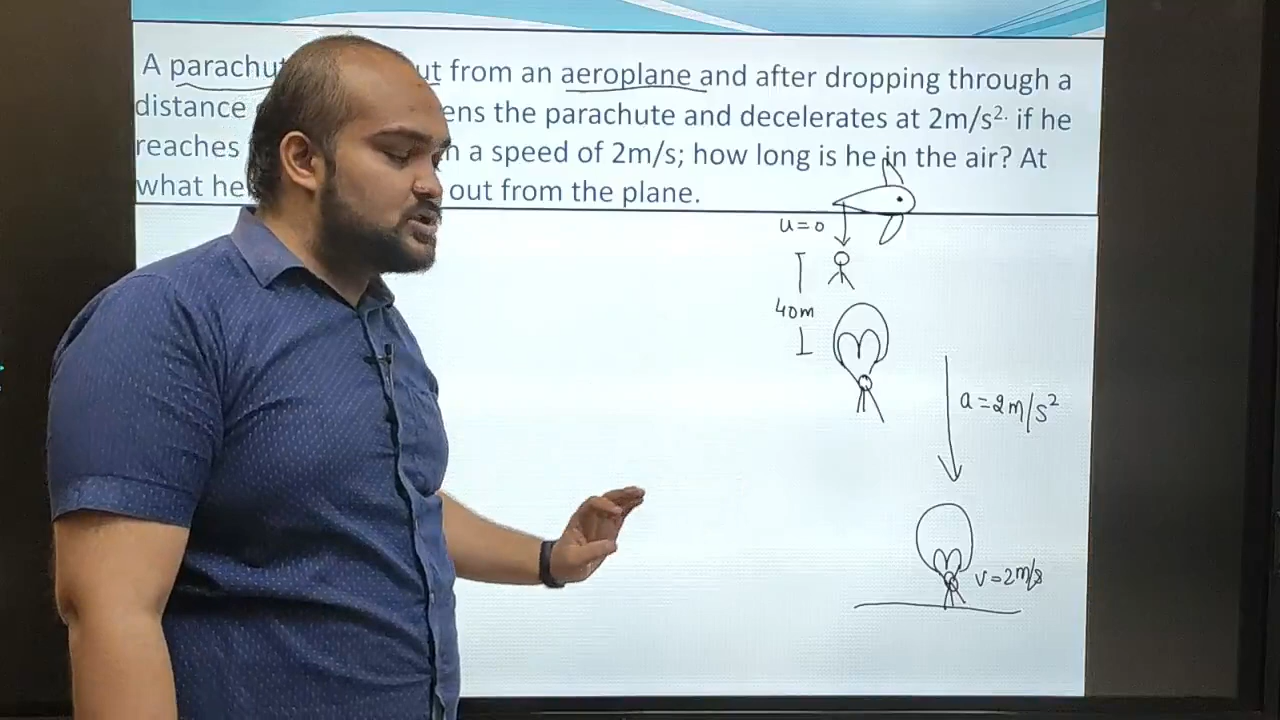 A parachu ut from an aeroplane and after dropping through a
distance ens the parachute and decelerates at 2m/s². if he
reaches a speed of 2m/s; how long is he in the air? At
what he out from the plane.
u=0
40m
a=2m/s²
v=2m/s